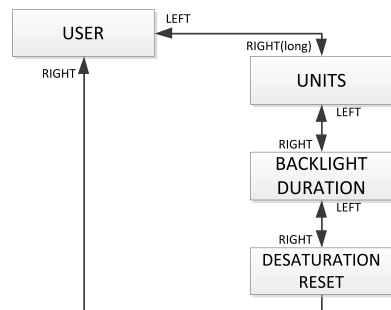 USER
LEFT
RIGHT(long)
RIGHT
UNITS
LEFT
RIGHT
BACKLIGHT
DURATION
LEFT
RIGHT
DESATURATION
RESET